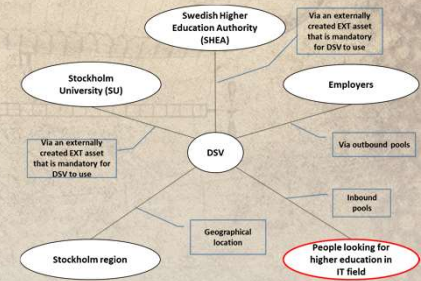 Swedish Higher
Education Authority
(SHEA)
Via an externally
created EXT asset
that is mandatory
for DSV to use
Stockholm
University (SU)
Employers
Via an externally
created EXT asset
that is mandatory for
DSV to use
DSV
Via outbound pools
Inbound
pools
Geographical
location
Stockholm region
People looking for
higher education in
IT field